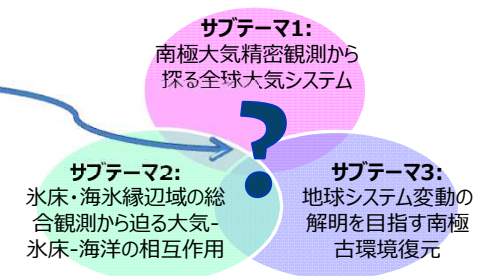 サブテーマ1:
南極大気精密観測から
探る全球大気システム
?
サブテーマ2:
氷床・海氷縁辺域の総
合観測から迫る大気-
氷床-海洋の相互作用
サブテーマ3:
地球システム変動の
解明を目指す南極
古環境復元